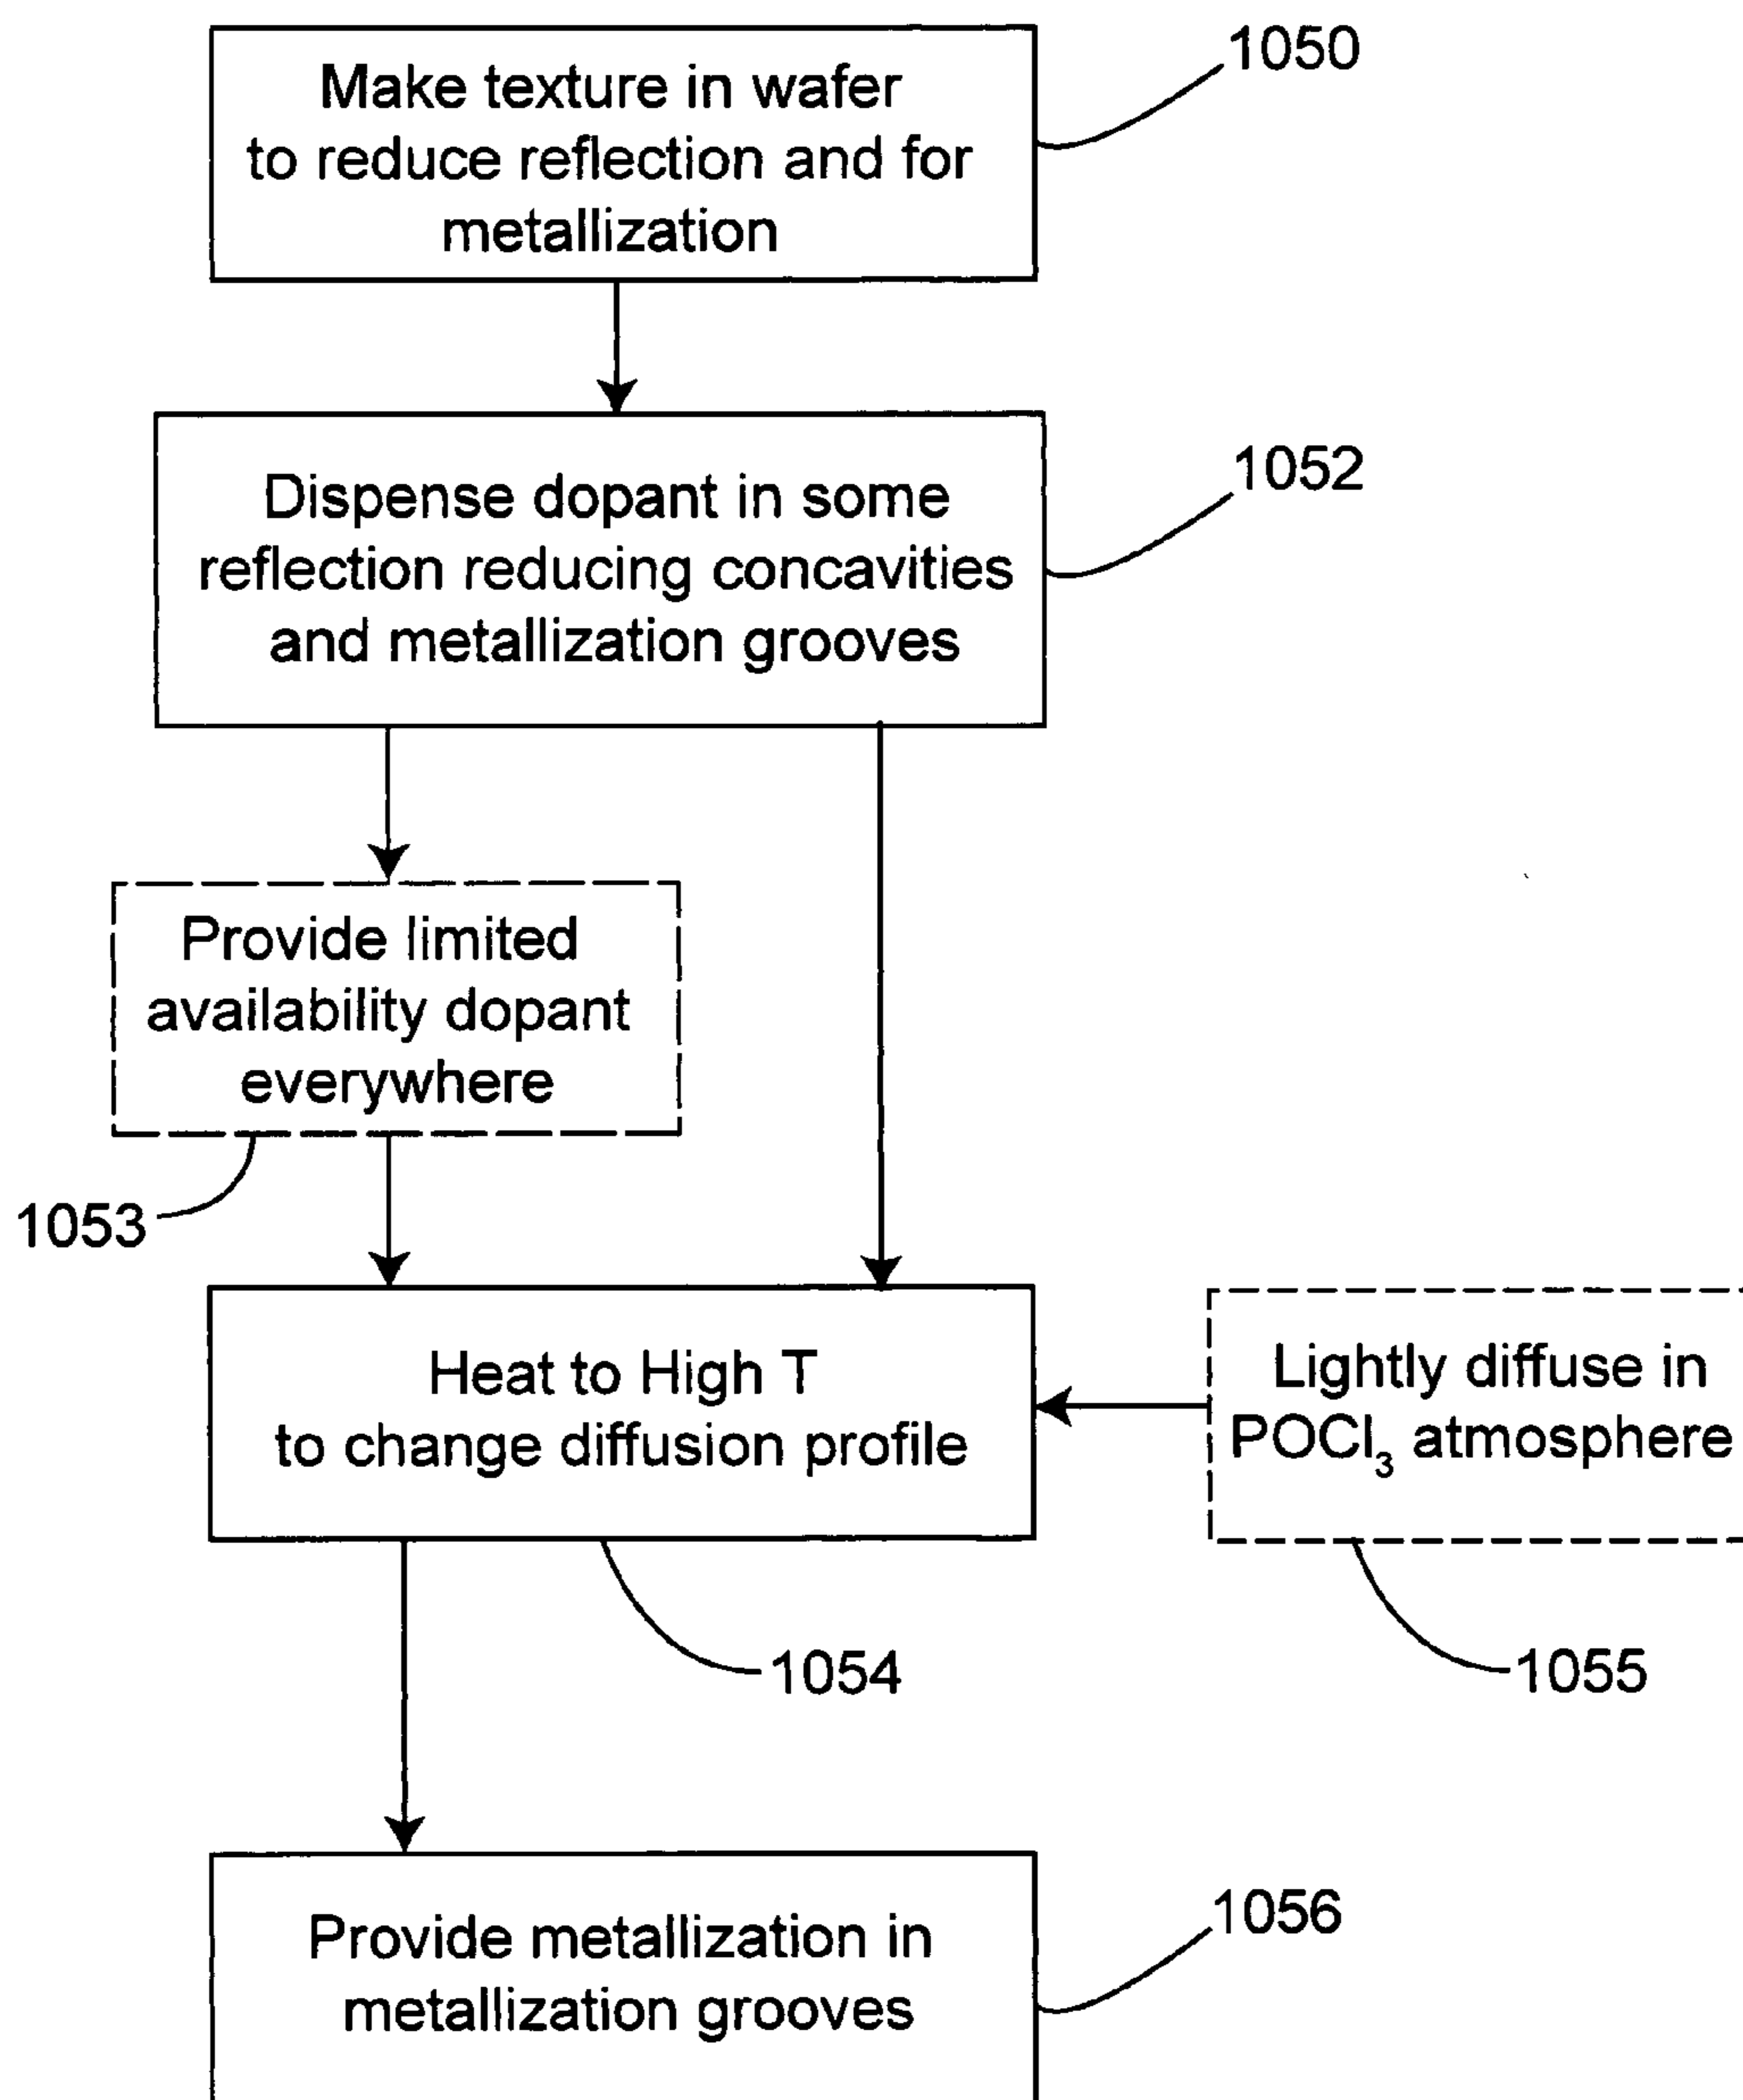 Make texture in wafer
to reduce reflection and for
metallization
1050
Dispense dopant in some
reflection reducing concavities
and metallization grooves
1052
Provide limited
availability dopant
everywhere
1053
Heat to High T
to change diffusion profile
1054
Lightly diffuse in
POCl₃ atmosphere
1055
Provide metallization in
metallization grooves
1056